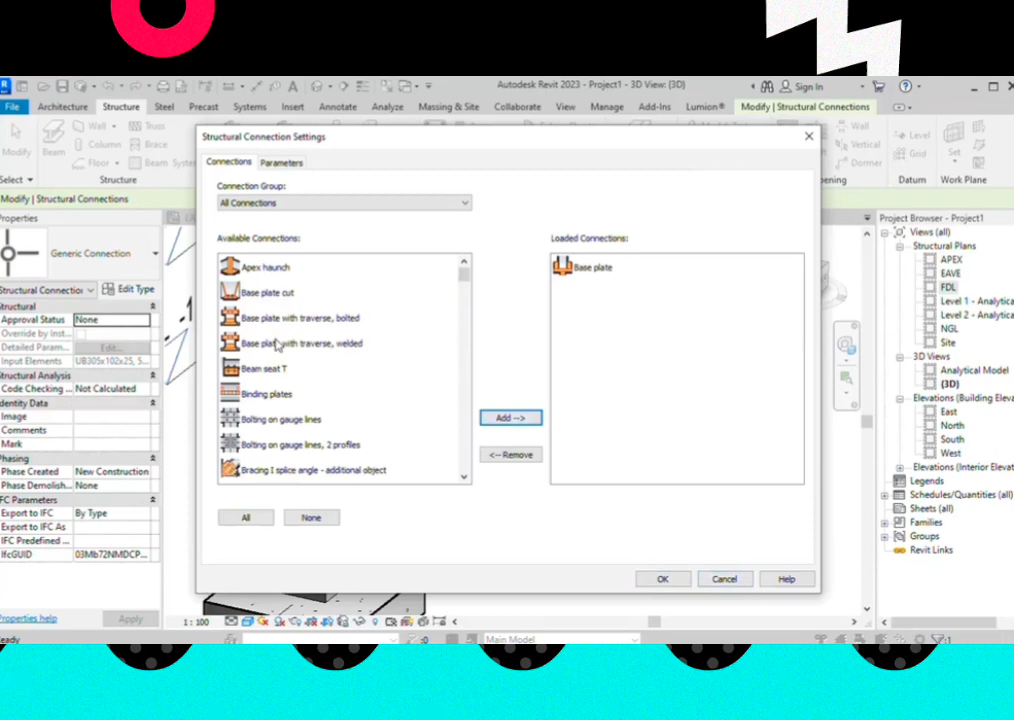 Autodesk Revit 2023 - Project1 - 3D View: {3D}
Sign In
File Architecture Structure Steel Precast Systems Insert Annotate Analyze Massing & Site Collaborate View Manage Add-Ins Lumion® Modify | Structural Connections
Modify
Beam
Wall
Truss
Column
Brace
Floor
Beam Syste
Wall
Vertical
Dormer
Level
Grid
Set
Select
Structure
pening
Datum
Work Plane
Modify | Structural Connections
Properties
Generic Connection
Structural Connection
Edit Type
Structural
Approval Status None
Override by Inst...
Detailed Param... Edit...
Input Elements UB305x102x25, S...
Structural Analysis
Code Checking ... Not Calculated
Identity Data
Image
Comments
Mark
Phasing
Phase Created New Construction
Phase Demolish... None
IFC Parameters
Export to IFC By Type
Export to IFC As
IFC Predefined ...
IfcGUID 03Mb72NMDCP...
Properties help
Apply
Structural Connection Settings
Connections Parameters
Connection Group:
All Connections
Available Connections:
Apex haunch
Base plate cut
Base plate with traverse, bolted
Base plate with traverse, welded
Beam seat T
Binding plates
Bolting on gauge lines
Bolting on gauge lines, 2 profiles
Bracing I splice angle - additional object
Loaded Connections:
Base plate
Add -->
<-- Remove
All
None
OK
Cancel
Help
Project Browser - Project1
Views (all)
Structural Plans
APEX
EAVE
FDL
Level 1 - Analytica
Level 2 - Analytica
NGL
Site
3D Views
Analytical Model
{3D}
Elevations (Building Eleva
East
North
South
West
Elevations (Interior Elevat
Legends
Schedules/Quantities (all)
Sheets (all)
Families
Groups
Revit Links
1 : 100
Ready
:0
Main Model
:1